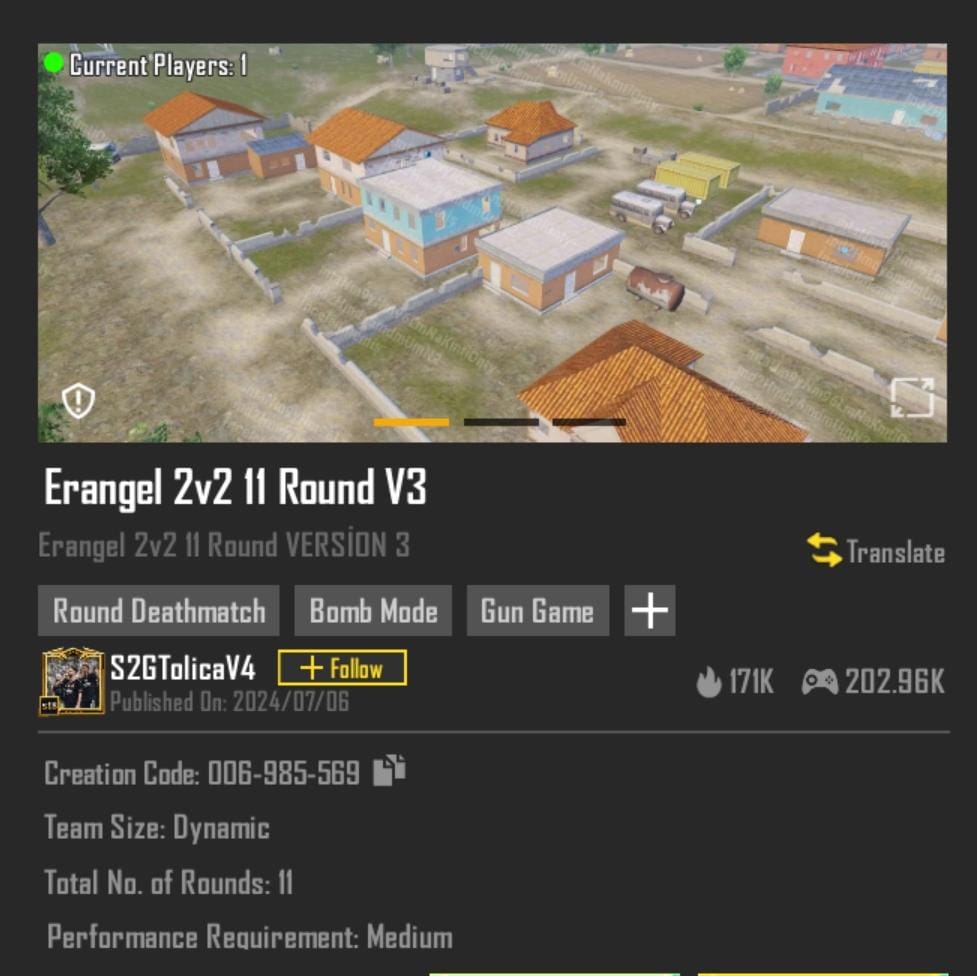 Current Players: 1
Erangel 2v2 11 Round V3
Erangel 2v2 11 Round VERSİON 3
Translate
Round Deathmatch
Bomb Mode
Gun Game
+
S2GTolicaV4
+ Follow
Published On: 2024/07/06
171K
202.96K
Creation Code: 006-985-569
Team Size: Dynamic
Total No. of Rounds: 11
Performance Requirement: Medium